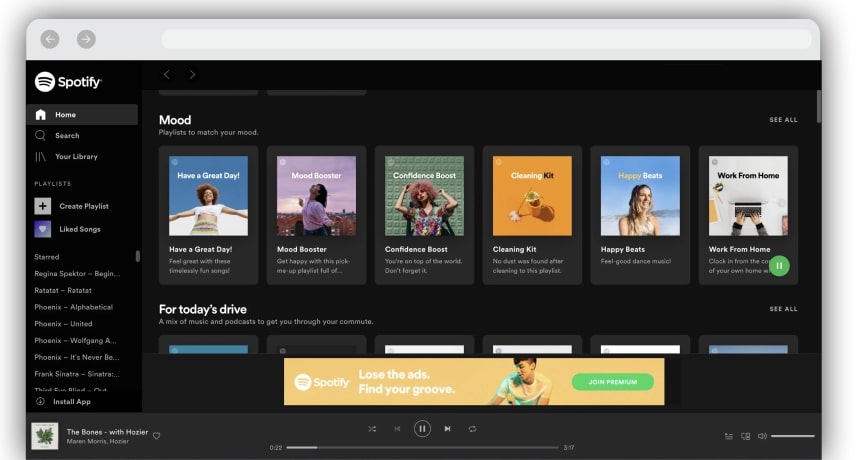 Spotify
Home
Search
Your Library
PLAYLISTS
Create Playlist
Liked Songs
Starred
Regina Spektor – Begin...
Ratatat – Ratatat
Phoenix – Alphabetical
Phoenix – United
Phoenix – Wolfgang A...
Phoenix – It's Never Be...
Frank Sinatra – Sinatra:...
Third Eye Blind – Out
Install App
Mood
SEE ALL
Playlists to match your mood.
Have a Great Day!
Have a Great Day!
Feel great with these
timelessly fun songs!
Mood Booster
Mood Booster
Get happy with this pick-
me-up playlist full of...
Confidence Boost
Confidence Boost
You're on top of the world.
Don't forget it.
Cleaning Kit
Cleaning Kit
No dust was found after
cleaning to this playlist.
Happy Beats
Happy Beats
Feel-good dance music!
Work From Home
Work From Home
Clock in from the co
of your own home w
For today's drive
SEE ALL
A mix of music and podcasts to get you through your commute.
Spotify
Lose the ads.
Find your groove.
JOIN PREMIUM
The Bones - with Hozier
Maren Morris, Hozier
0:22
3:17